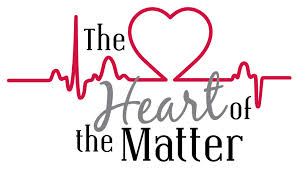 The
Heart of
the Matter